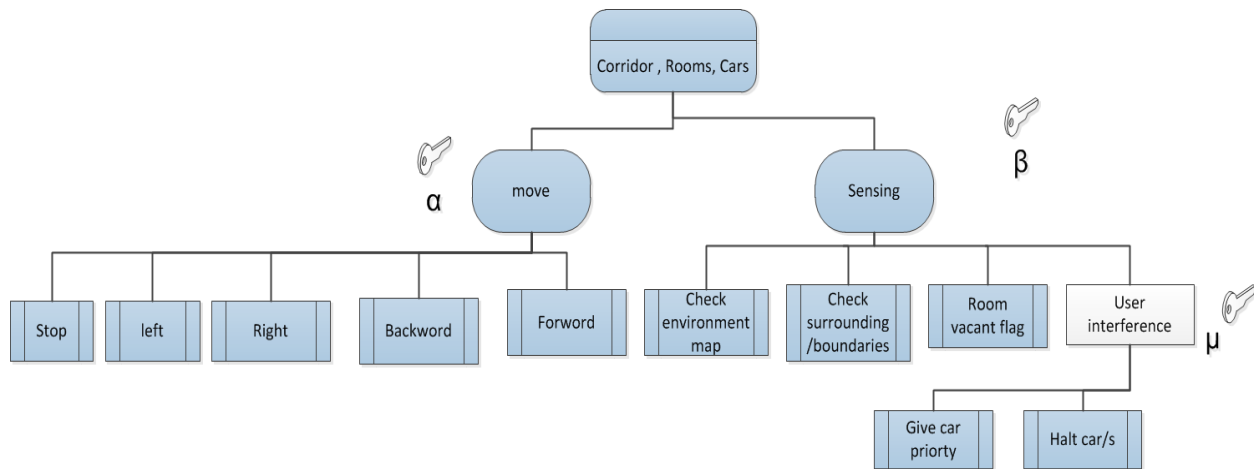 Corridor , Rooms, Cars
α
move
β
Sensing
Stop
left
Right
Backword
Forword
Check
environment
map
Check
surrounding
/boundaries
Room
vacant flag
User
interference
μ
Give car
priorty
Halt car/s